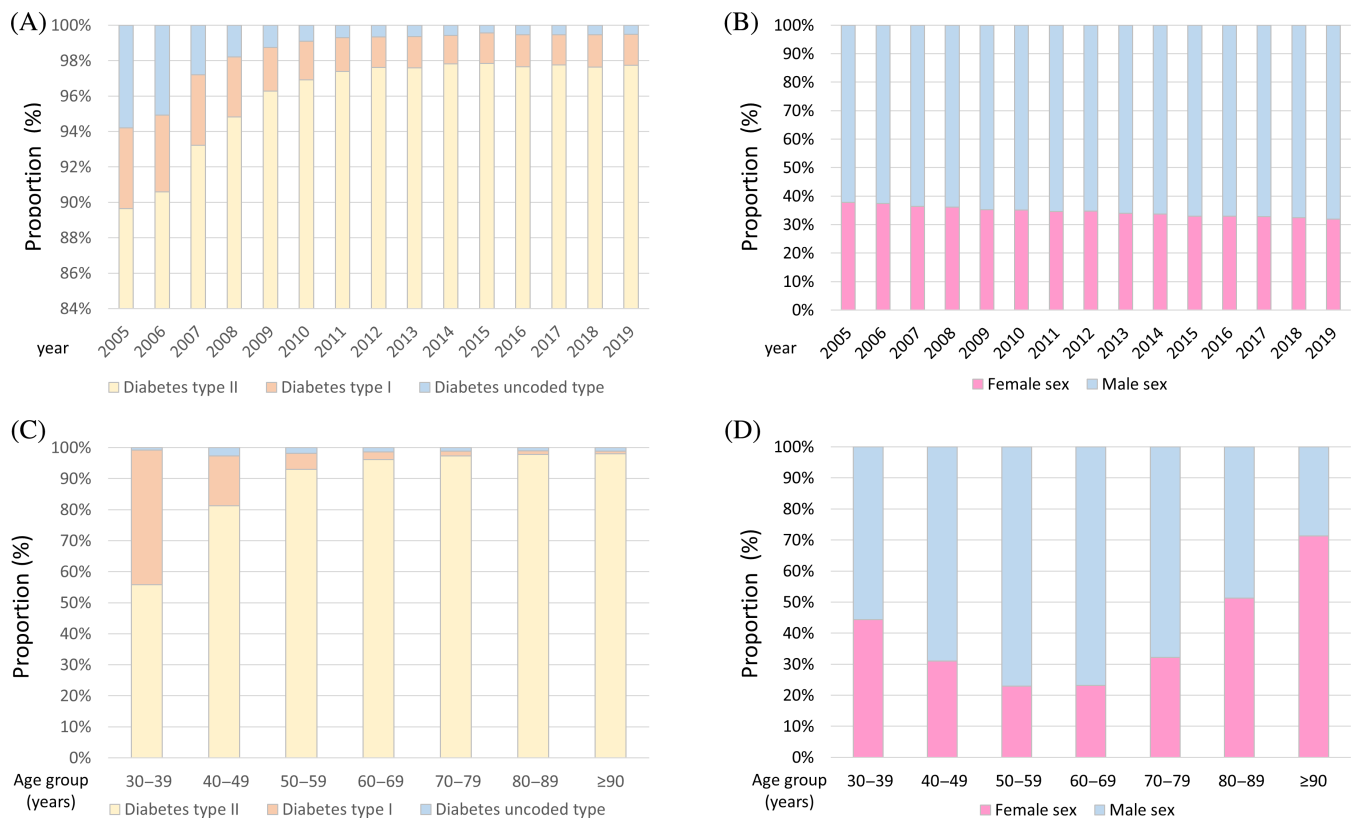 (A)
100%
98%
96%
94%
92%
90%
88%
86%
84%
Proportion (%)
year
2005 2006 2007 2008 2009 2010 2011 2012 2013 2014 2015 2016 2017 2018 2019
Diabetes type II Diabetes type I Diabetes uncoded type
(B)
100%
90%
80%
70%
60%
50%
40%
30%
20%
10%
0%
Proportion (%)
year
2005 2006 2007 2008 2009 2010 2011 2012 2013 2014 2015 2016 2017 2018 2019
Female sex Male sex
(C)
100%
90%
80%
70%
60%
50%
40%
30%
20%
10%
0%
Proportion (%)
Age group
(years)
30–39 40–49 50–59 60–69 70–79 80–89 ≥90
Diabetes type II Diabetes type I Diabetes uncoded type
(D)
100%
90%
80%
70%
60%
50%
40%
30%
20%
10%
0%
Proportion (%)
Age group
(years)
30–39 40–49 50–59 60–69 70–79 80–89 ≥90
Female sex Male sex